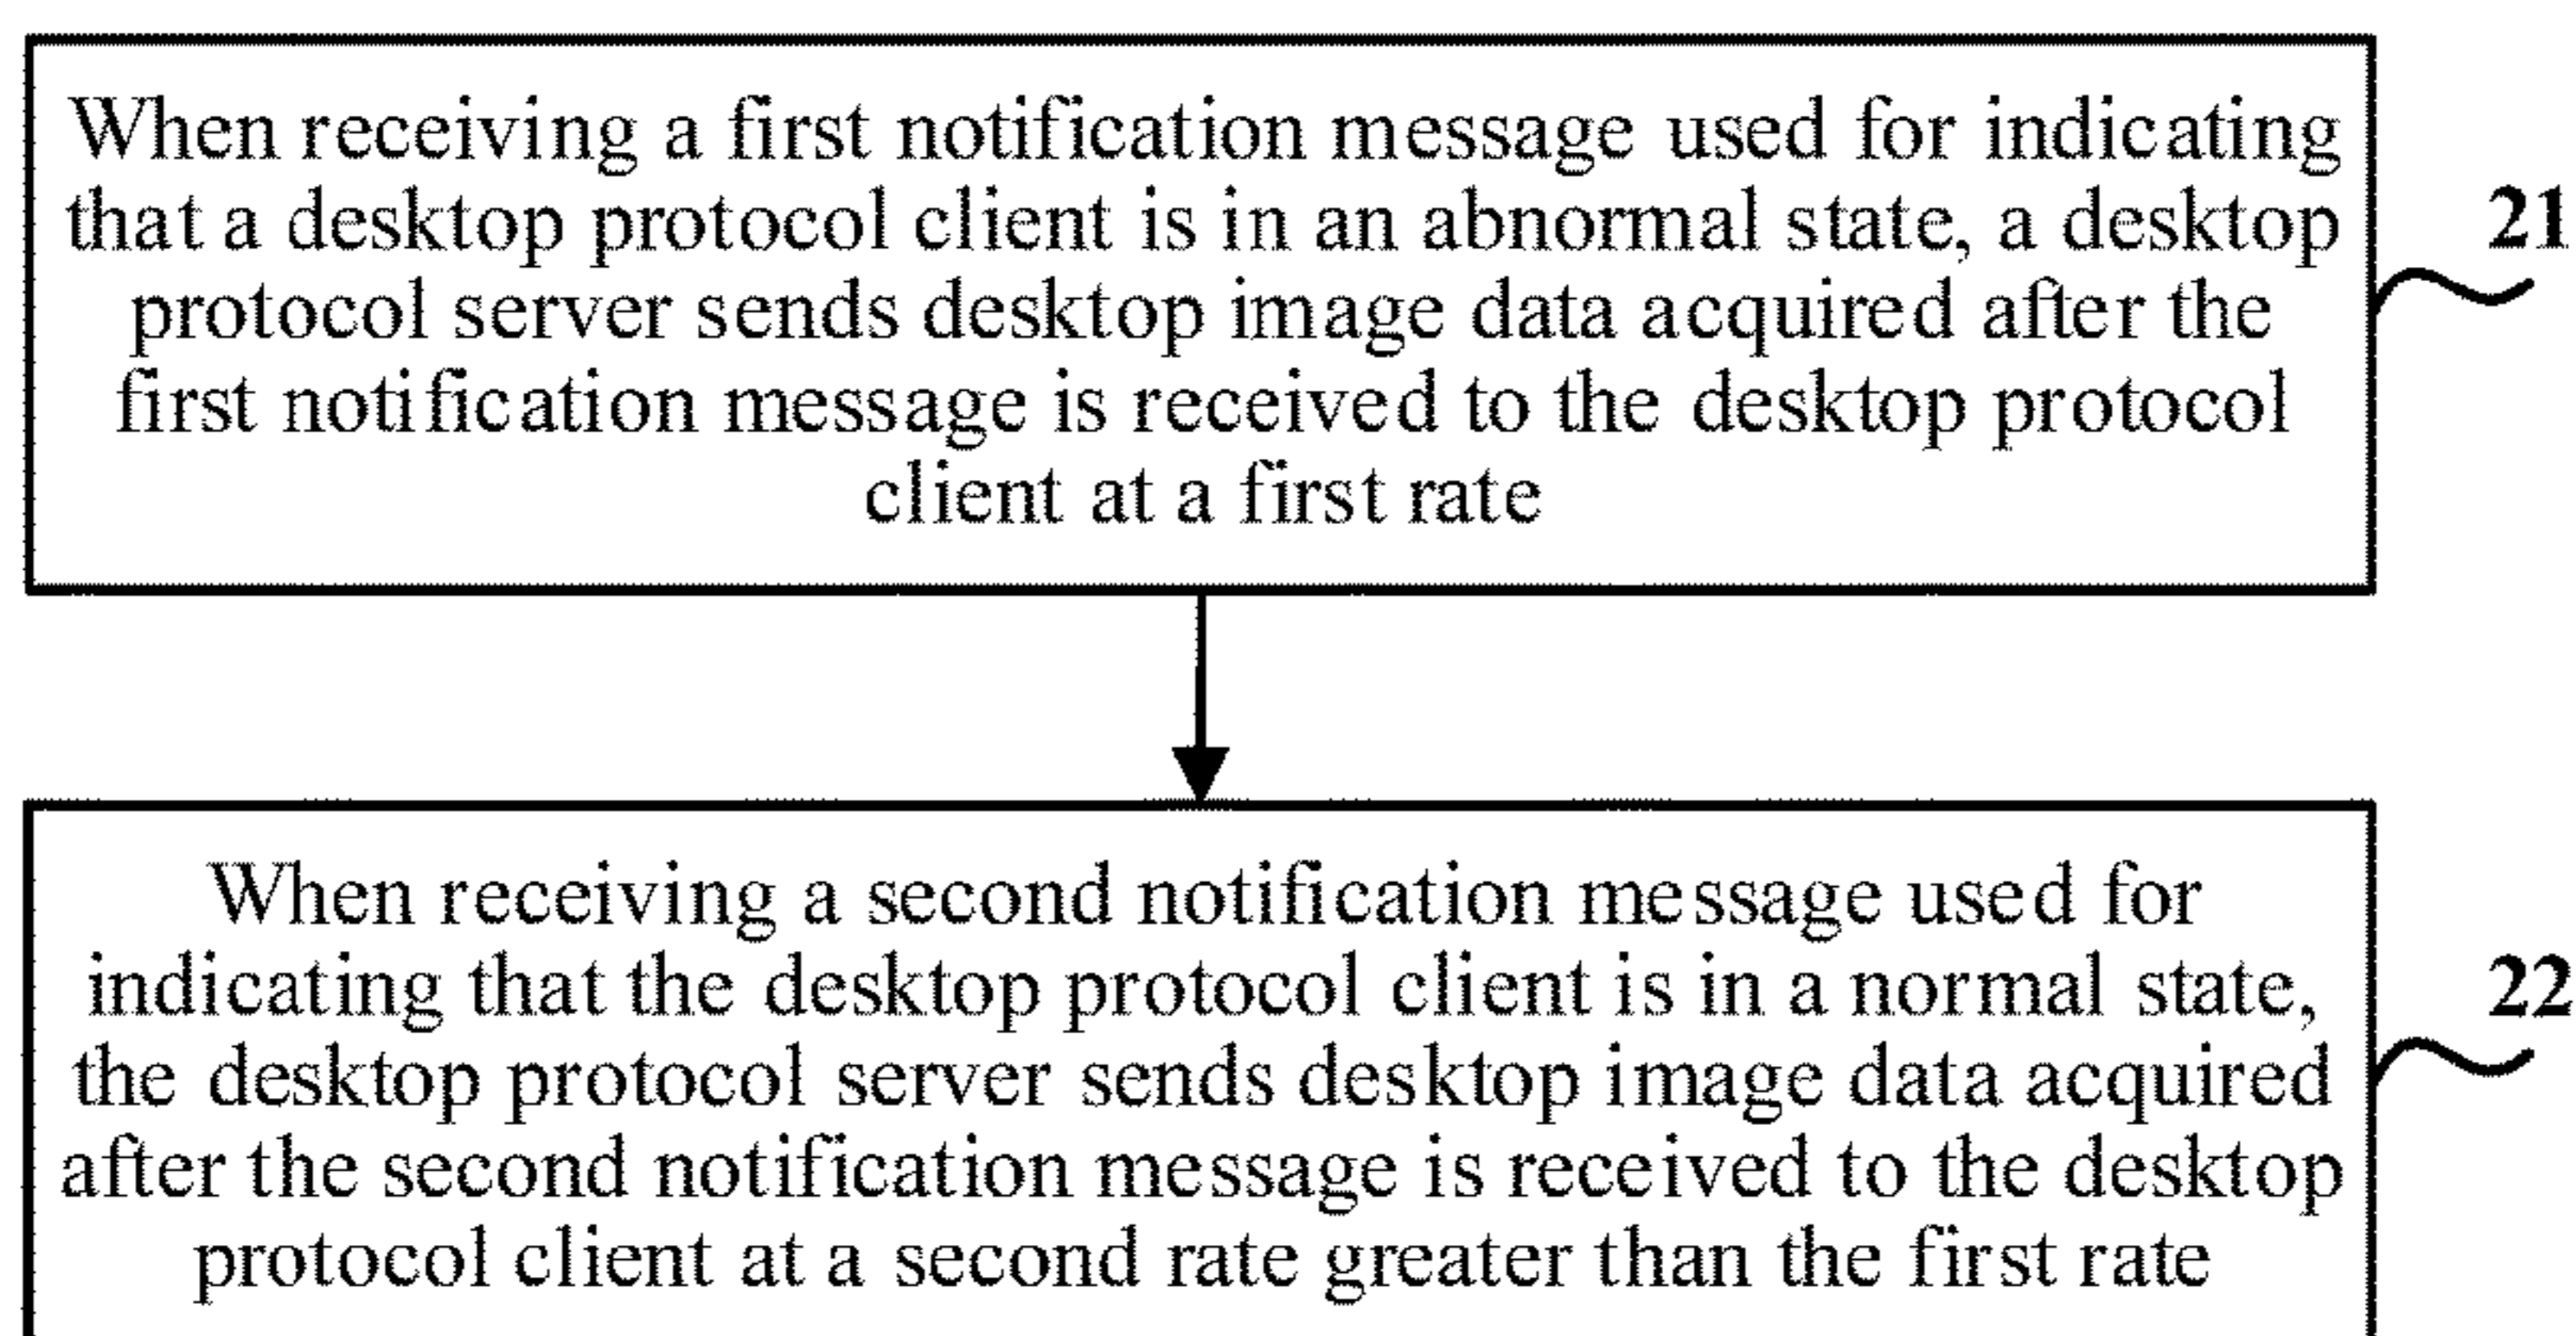 When receiving a first notification message used for indicating
that a desktop protocol client is in an abnormal state, a desktop
protocol server sends desktop image data acquired after the
first notification message is received to the desktop protocol
client at a first rate
21
When receiving a second notification message used for
indicating that the desktop protocol client is in a normal state,
the desktop protocol server sends desktop image data acquired
after the second notification message is received to the desktop
protocol client at a second rate greater than the first rate
22